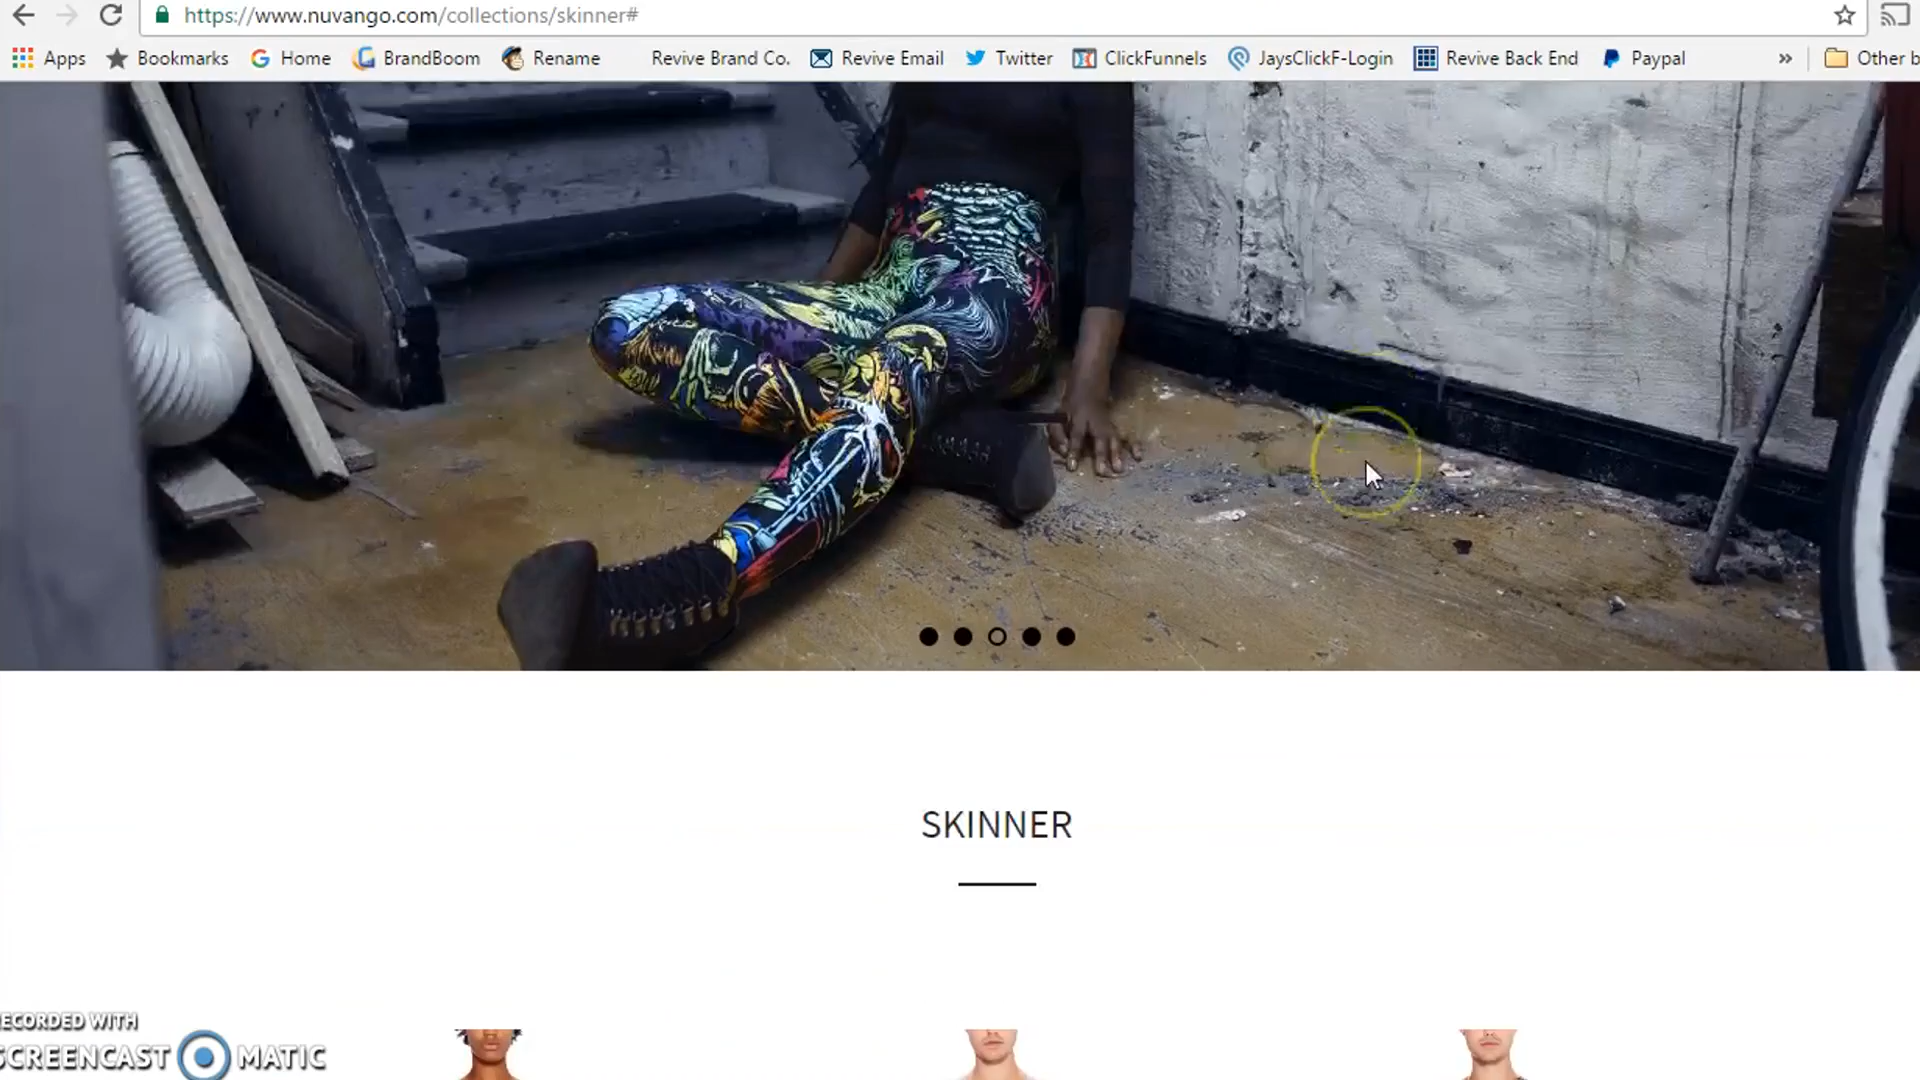 https://www.nuvango.com/collections/skinner#
Apps Bookmarks Home BrandBoom Rename Revive Brand Co. Revive Email Twitter ClickFunnels JaysClickF-Login Revive Back End Paypal » Other b
SKINNER
ECORDED WITH
SCREENCAST MATIC